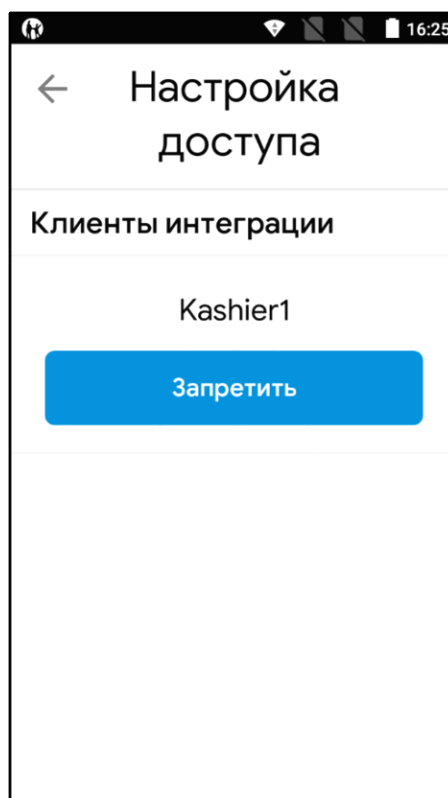 16:25
Настройка
доступа
Клиенты интеграции
Kashier1
Запретить